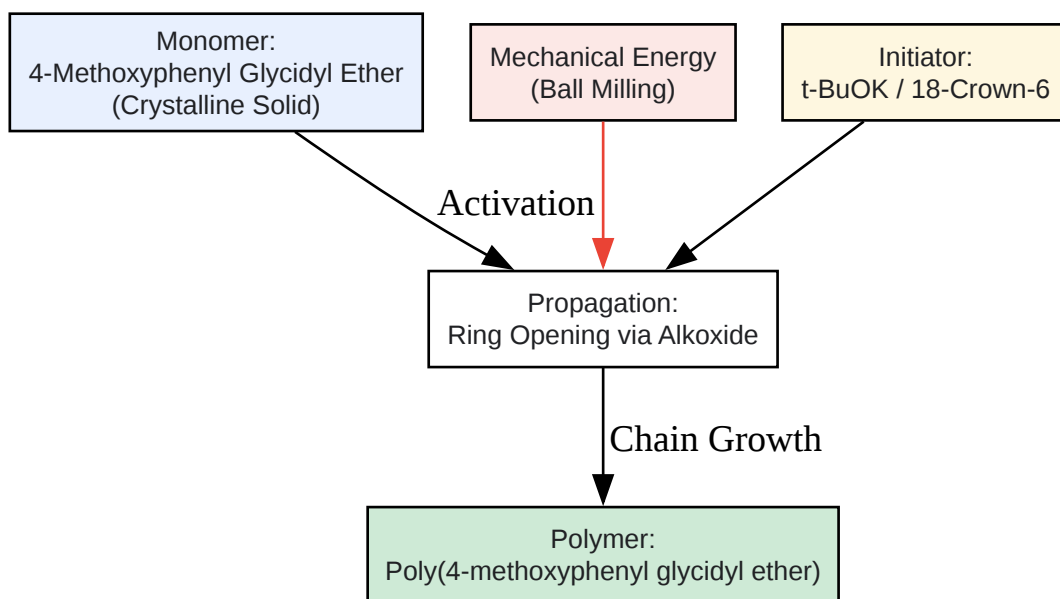 Monomer:
4-Methoxyphenyl Glycidyl Ether
(Crystalline Solid)
Mechanical Energy
(Ball Milling)
Initiator:
t-BuOK / 18-Crown-6
Activation
Propagation:
Ring Opening via Alkoxide
Chain Growth
Polymer:
Poly(4-methoxyphenyl glycidyl ether)